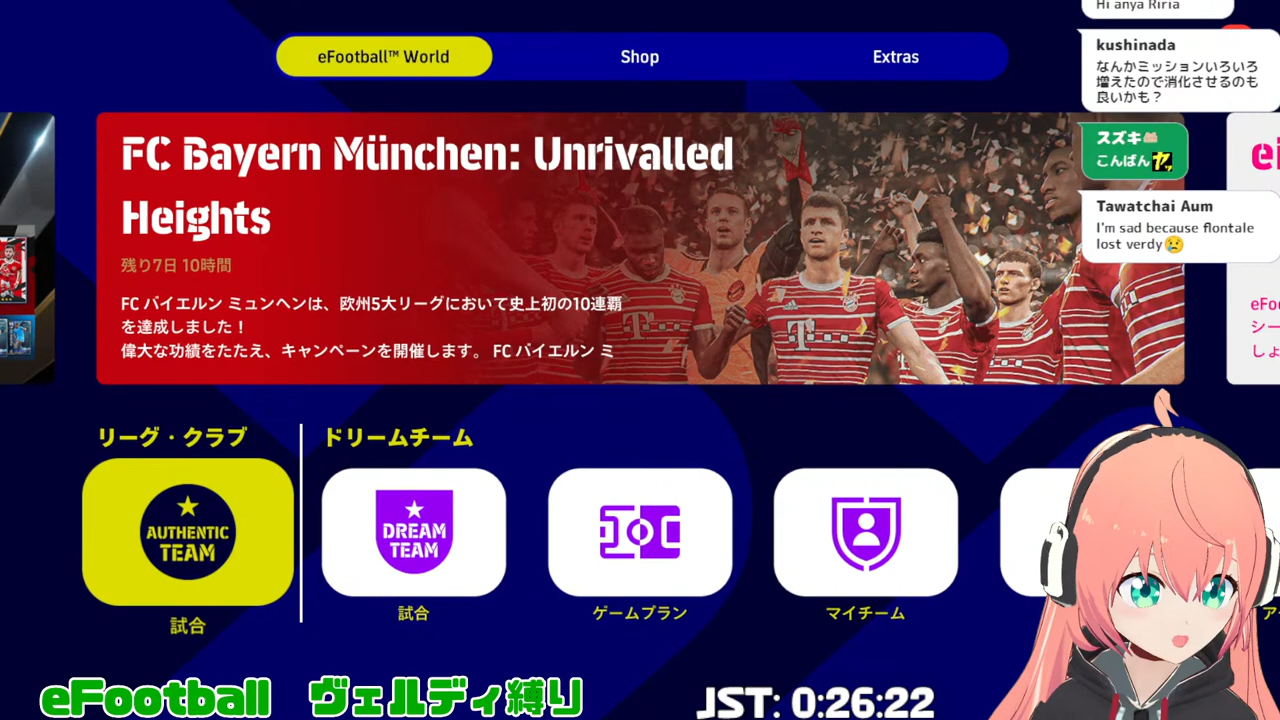 Hi anya Riria
eFootball™ World
Shop
Extras
kushinada
なんかミッションいろいろ
増えたので消化させるのも
良いかも？
FC Bayern München: Unrivalled
Heights
残り7日 10時間
FC バイエルン ミュンヘンは、欧州5大リーグにおいて史上初の10連覇
を達成しました！
偉大な功績をたたえ、キャンペーンを開催します。 FC バイエルン ミ
スズキ
こんばんヤッ
Tawatchai Aum
I'm sad because flontale
lost verdy😢
eFo
シー
しょ
リーグ・クラブ
ドリームチーム
AUTHENTIC
TEAM
DREAM
TEAM
試合
試合
ゲームプラン
マイチーム
eFootball ヴェルディ縛り
JST: 0:26:22